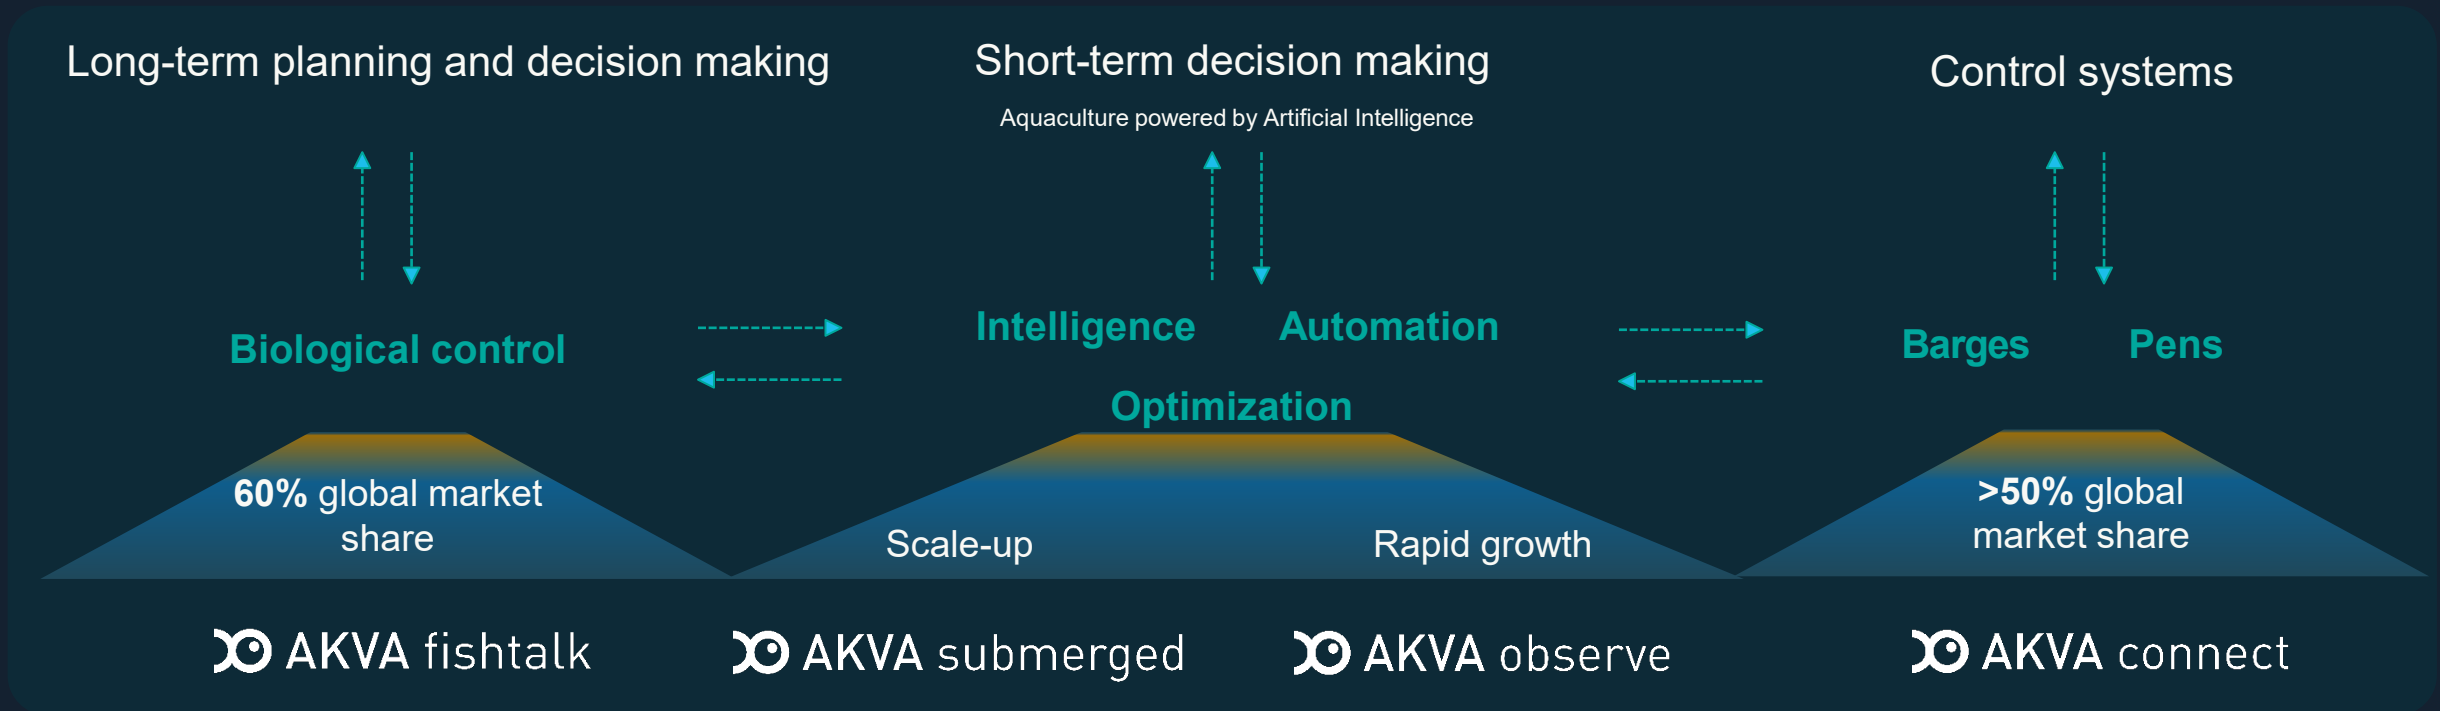 Long-term planning and decision making
Short-term decision making
Aquaculture powered by Artificial Intelligence
Control systems
Biological control
Intelligence
Automation
Optimization
Barges
Pens
60% global market
share
Scale-up
Rapid growth
>50% global
market share
AKVA fishtalk
AKVA submerged
AKVA observe
AKVA connect